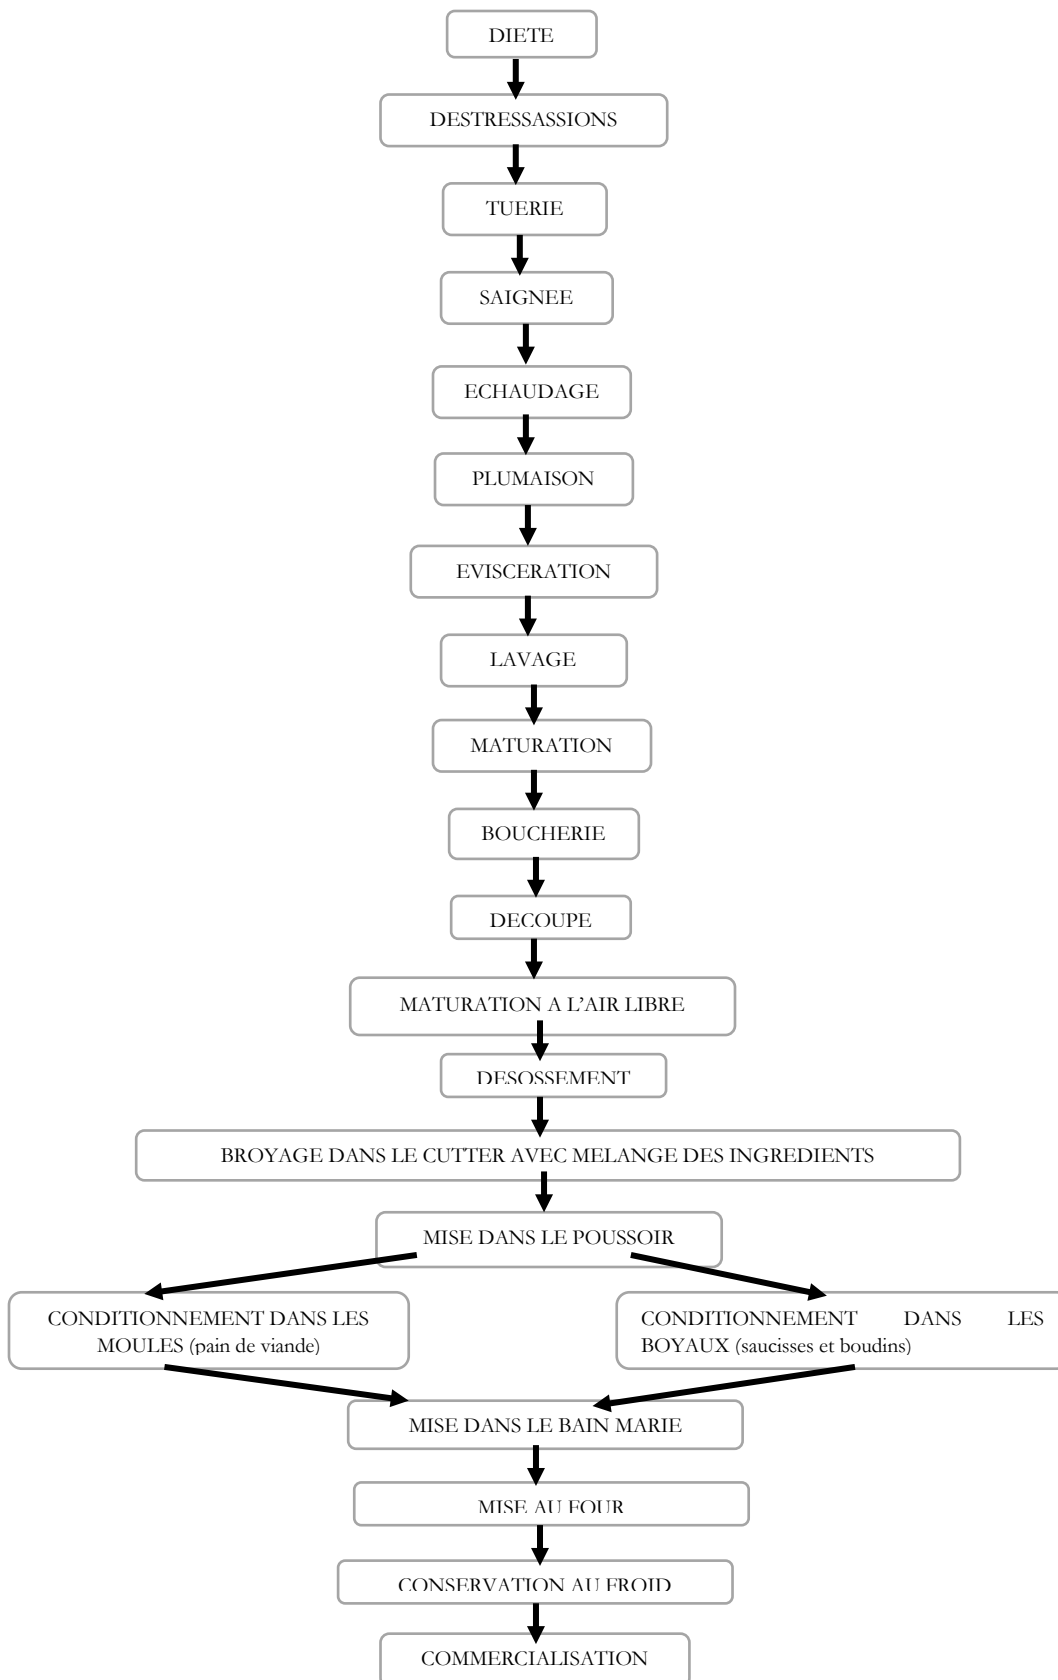 DIETE
DESTRESSASSIONS
TUERIE
SAIGNEE
ECHAUDAGE
PLUMAISON
EVISCERATION
LAVAGE
MATURATION
BOUCHERIE
DECOUPE
MATURATION A L’AIR LIBRE
DESOSSEMENT
BROYAGE DANS LE CUTTER AVEC MELANGE DES INGREDIENTS
MISE DANS LE POUSSOIR
CONDITIONNEMENT DANS LES
MOULES (pain de viande)
CONDITIONNEMENT DANS LES
BOYAUX (saucisses et boudins)
MISE DANS LE BAIN MARIE
MISE AU FOUR
CONSERVATION AU FROID
COMMERCIALISATION